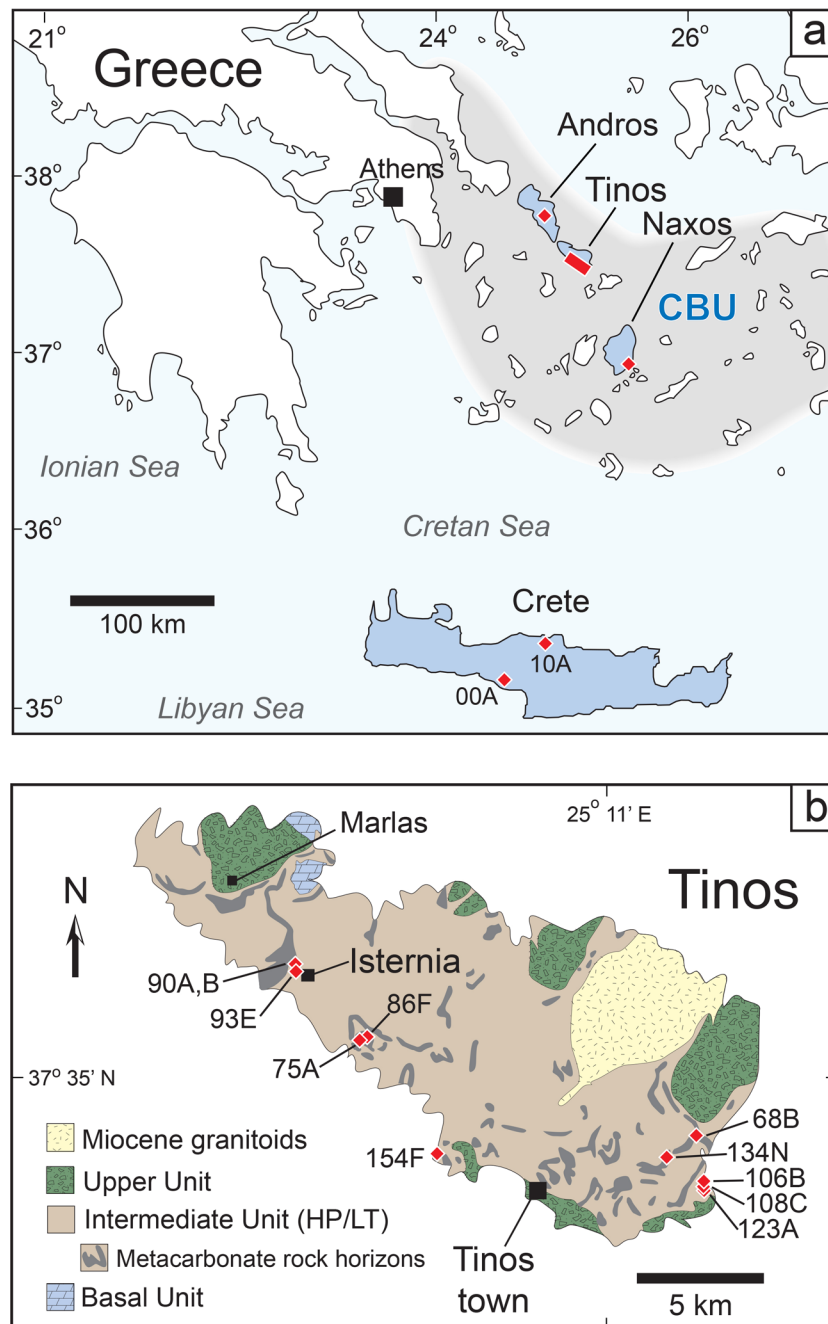 21°
24°
26°
a
Greece
Andros
38°
Athens
Tinos
Naxos
CBU
37°
Ionian Sea
36°
Cretan Sea
100 km
Crete
10A
00A
35°
Libyan Sea
25° 11’ E
b
Marlas
N
Tinos
Isternia
90A,B
86F
93E
75A
37° 35’ N
68B
154F
134N
106B
108C
123A
Miocene granitoids
Upper Unit
Intermediate Unit (HP/LT)
Metacarbonate rock horizons
Basal Unit
Tinos
town
5 km